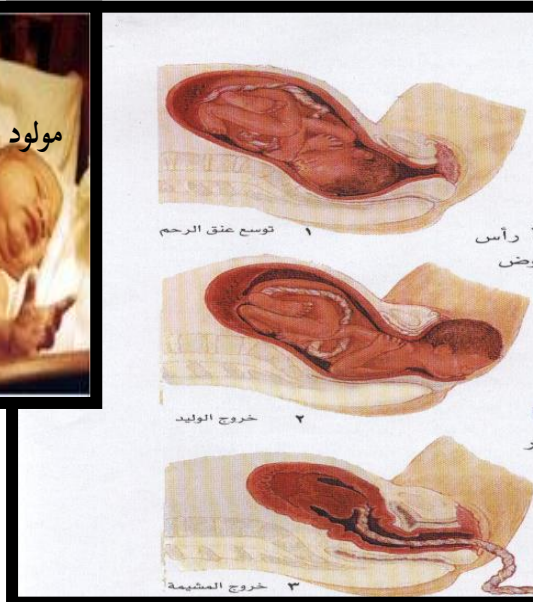 مولود
١ توسع عنق الرحم
رأس
٢ خروج الوليد
٣ خروج المشيمة